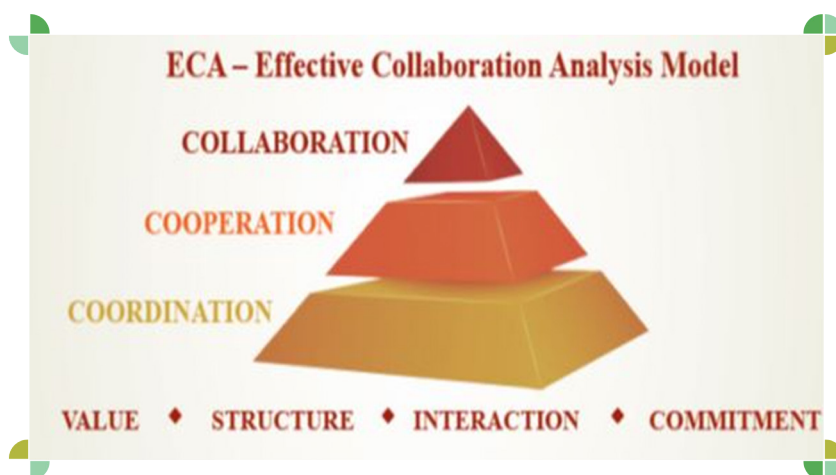 ECA – Effective Collaboration Analysis Model
COLLABORATION
COOPERATION
COORDINATION
VALUE ♦ STRUCTURE ♦ INTERACTION ♦ COMMITMENT